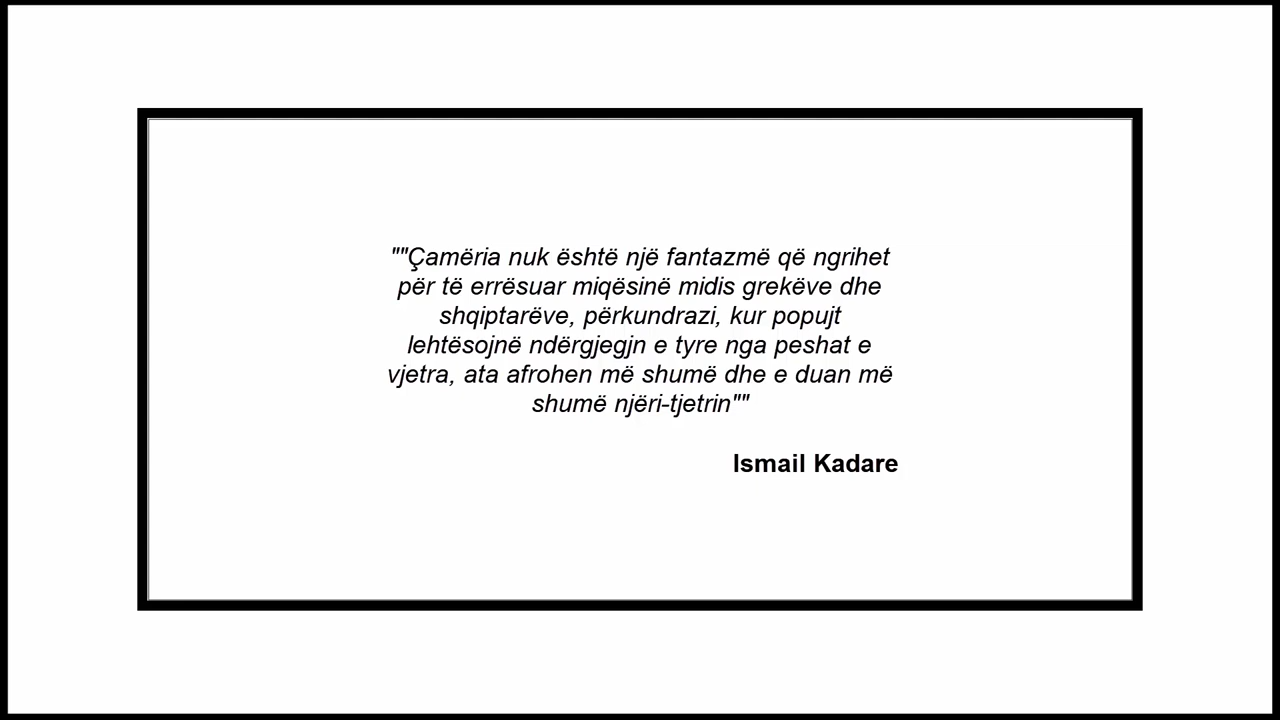 ""Çamëria nuk është një fantazmë që ngrihet
për të errësuar miqësinë midis grekëve dhe
shqiptarëve, përkundrazi, kur popujt
lehtësojnë ndërgjegjn e tyre nga peshat e
vjetra, ata afrohen më shumë dhe e duan më
shumë njëri-tjetrin""
Ismail Kadare